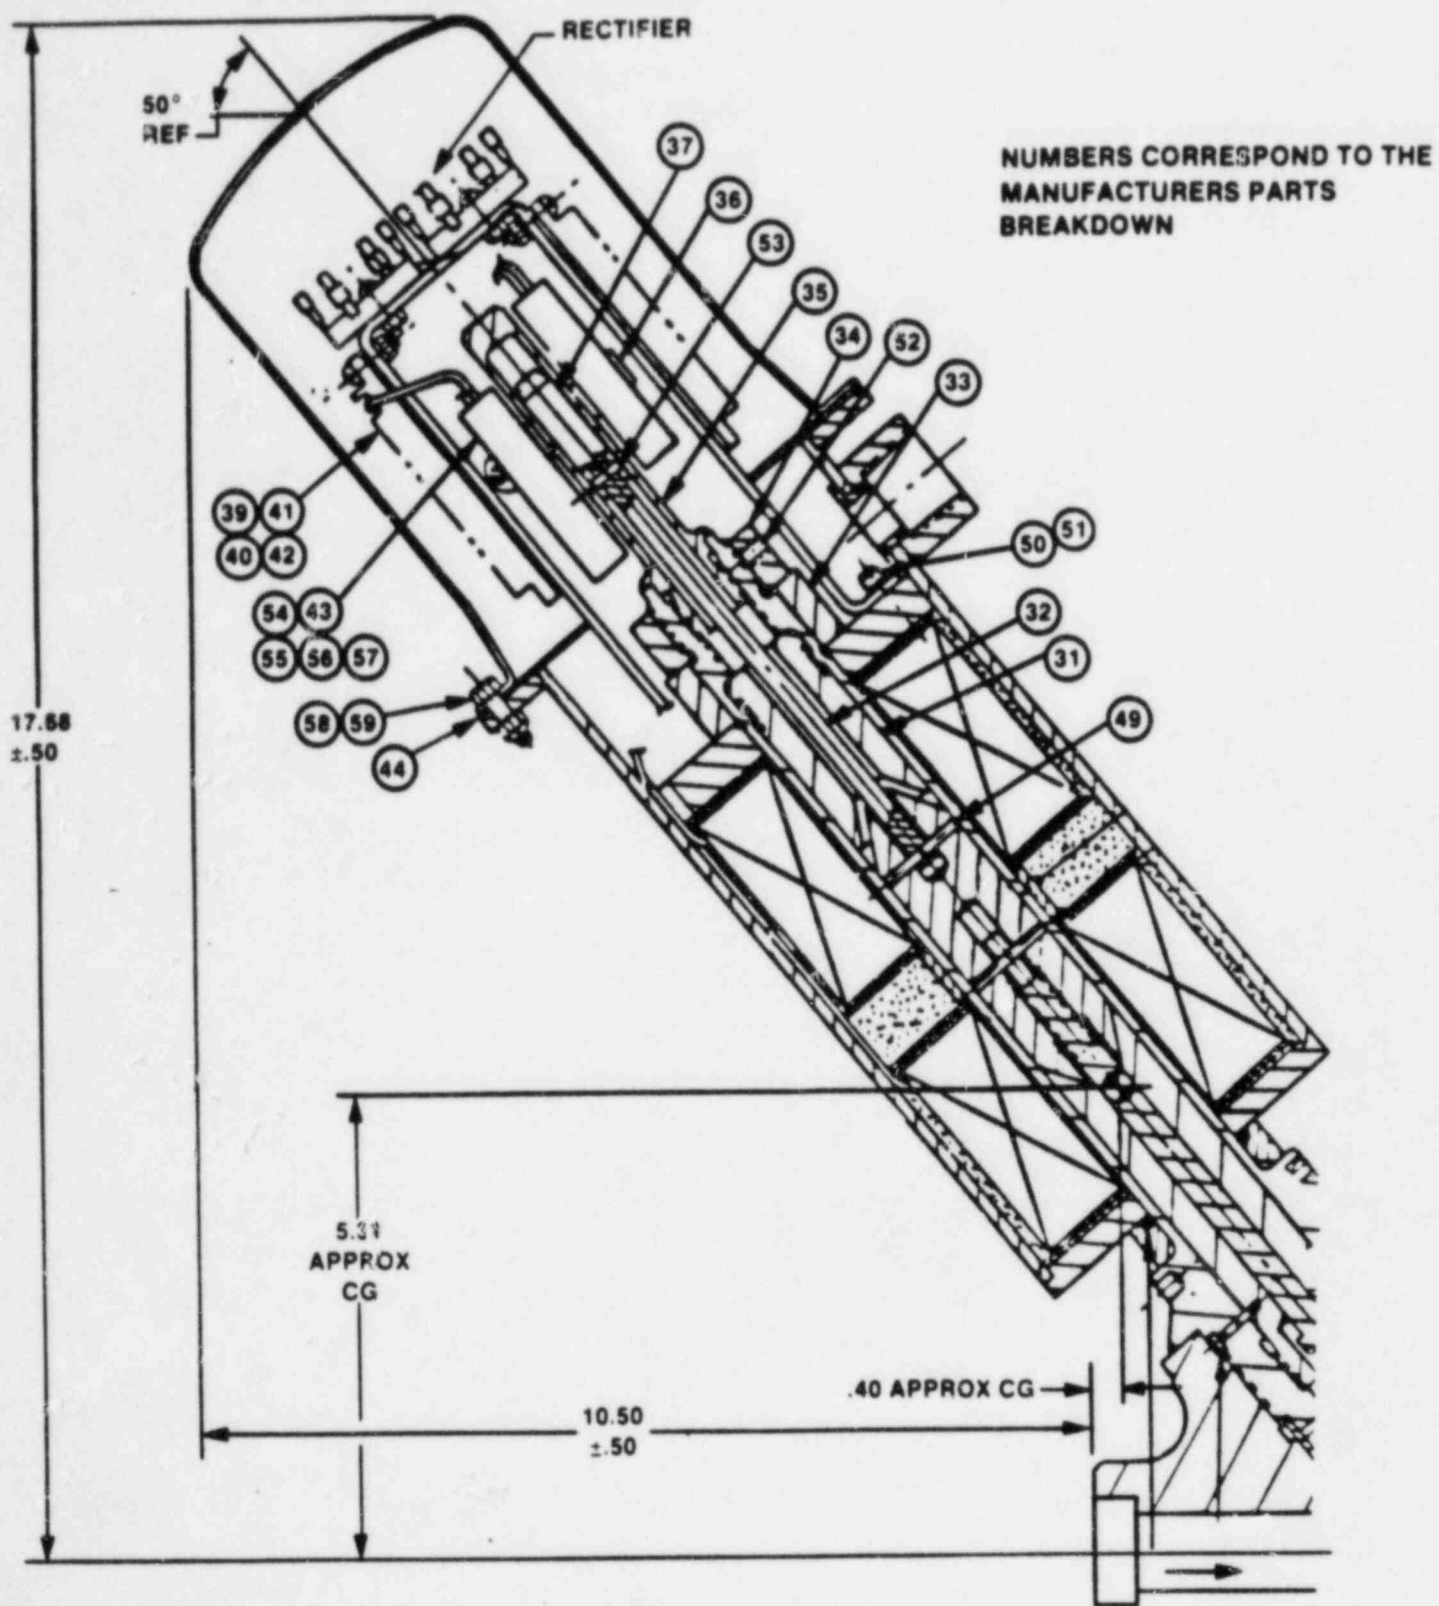 RECTIFIER
50°
REF
NUMBERS CORRESPOND TO THE
MANUFACTURERS PARTS
BREAKDOWN
37
36
53
35
34
52
33
39 41
40 42
50 51
54 43
32
55 56 57
31
58 59
49
44
±.50
APPROX
CG
.40 APPROX CG
10.50
±.50